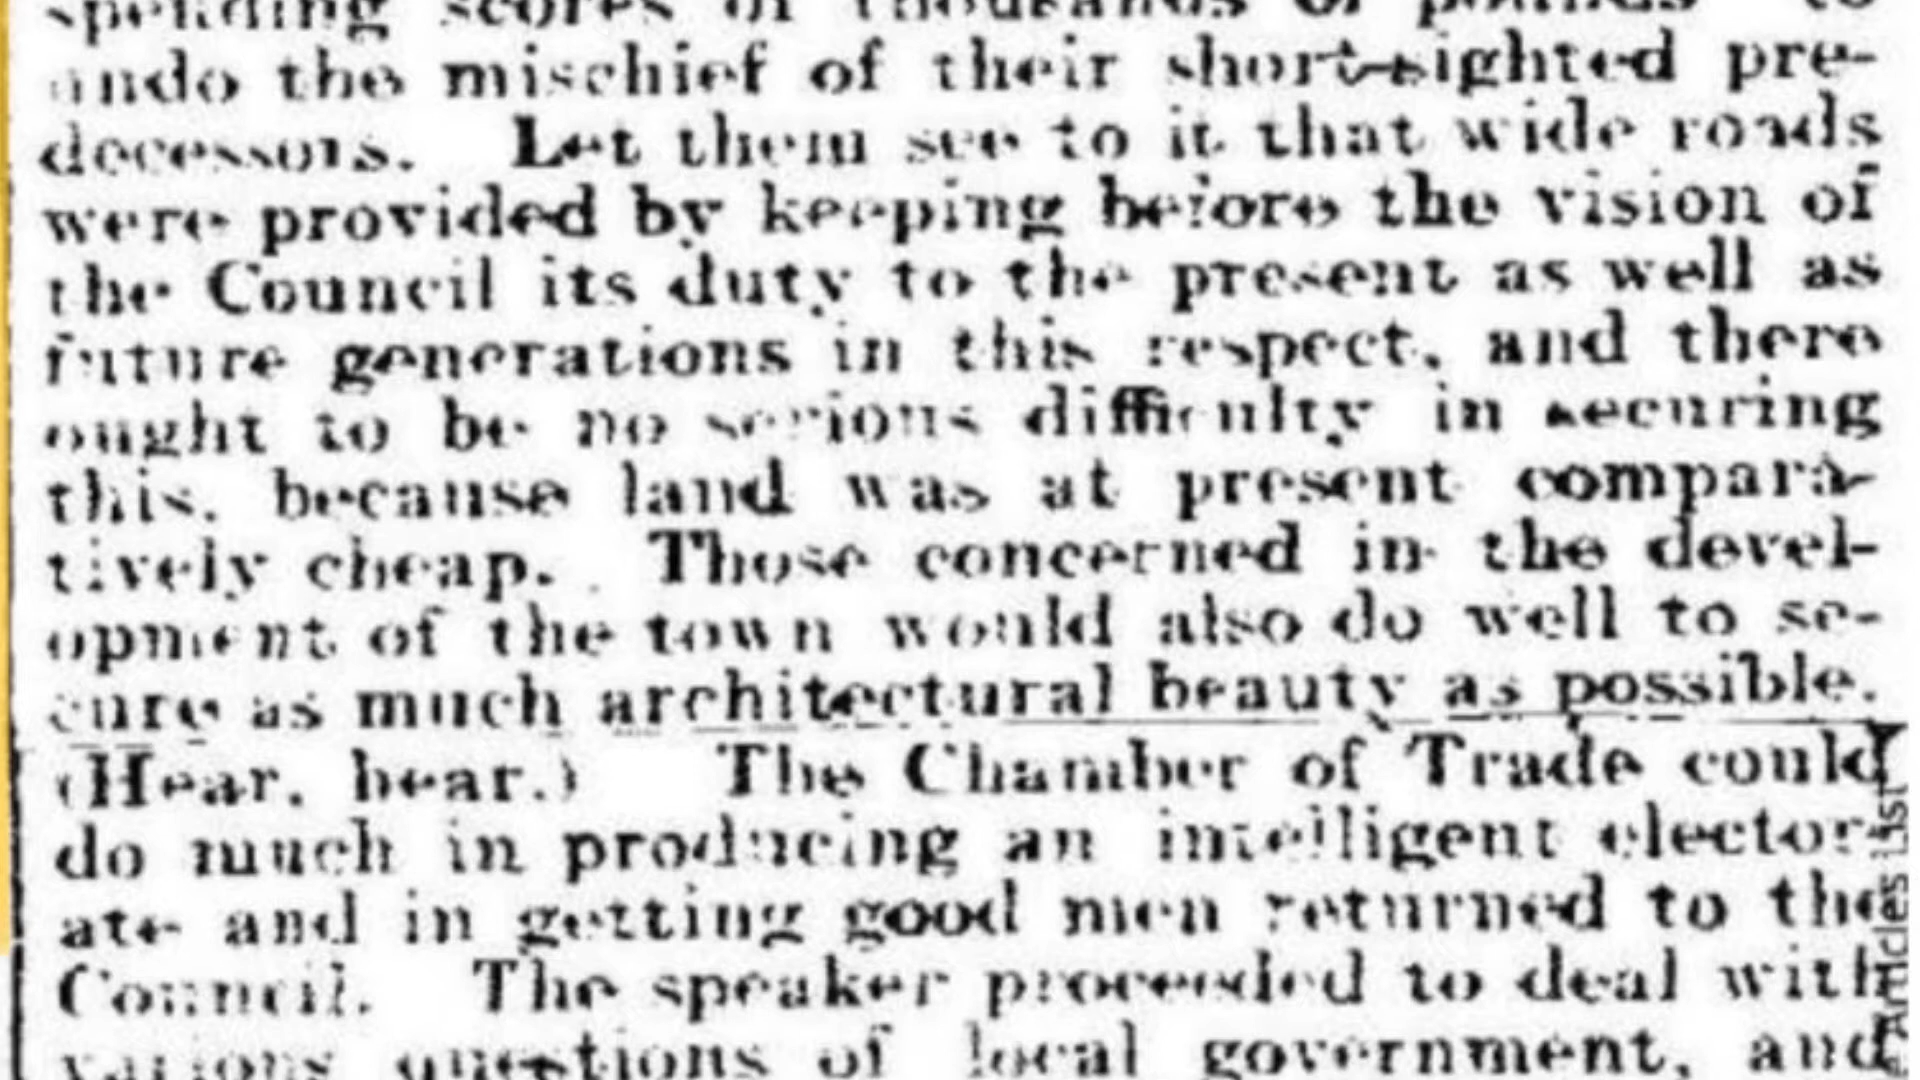 spending scores of thousands of pounds to
undo the mischief of their short-sighted pre-
decessors. Let them see to it that wide roads
were provided by keeping before the vision of
the Council its duty to the present as well as
future generations in this respect, and there
ought to be no serious difficulty in securing
this, because land was at present compara-
tively cheap. Those concerned in the devel-
opment of the town would also do well to se-
cure as much architectural beauty as possible.
(Hear, hear.) The Chamber of Trade could
do much in producing an intelligent elector-
ate and in getting good men returned to the
Council. The speaker proceeded to deal with
various questions of local government, and
Articles List